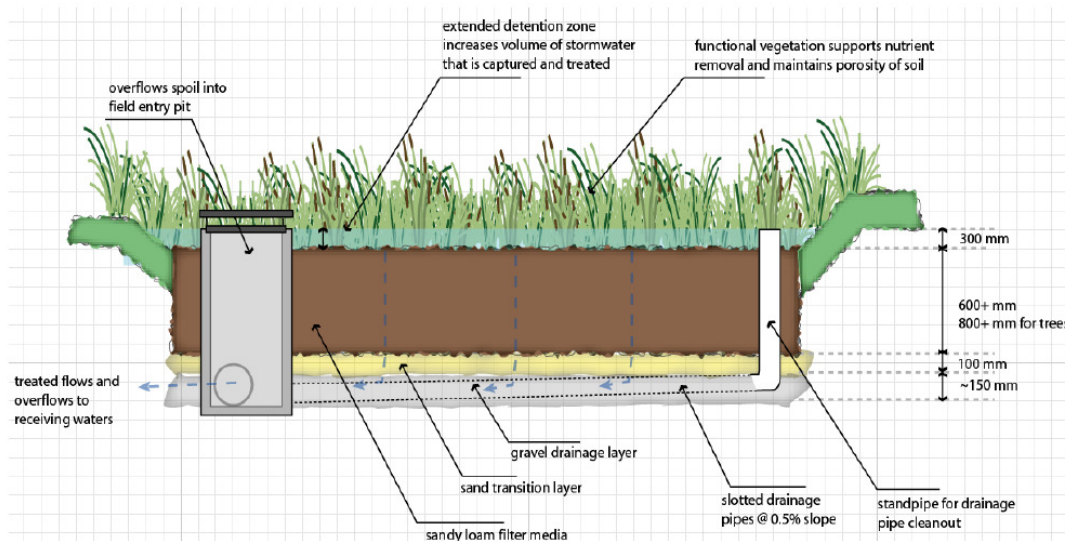 extended detention zone
increases volume of stormwater
that is captured and treated
functional vegetation supports nutrient
removal and maintains porosity of soil
overflows spoil into
field entry pit
300 mm
600+ mm
800+ mm for trees
100 mm
~150 mm
treated flows and
overflows to
receiving waters
gravel drainage layer
sand transition layer
sandy loam filter media
slotted drainage
pipes @ 0.5% slope
standpipe for drainage
pipe cleanout